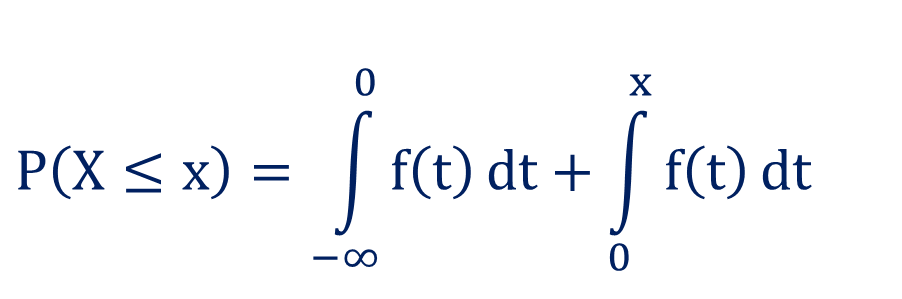 P(X ≤ x) = ∫_{−∞}^{0} f(t) dt + ∫_{0}^{x} f(t) dt